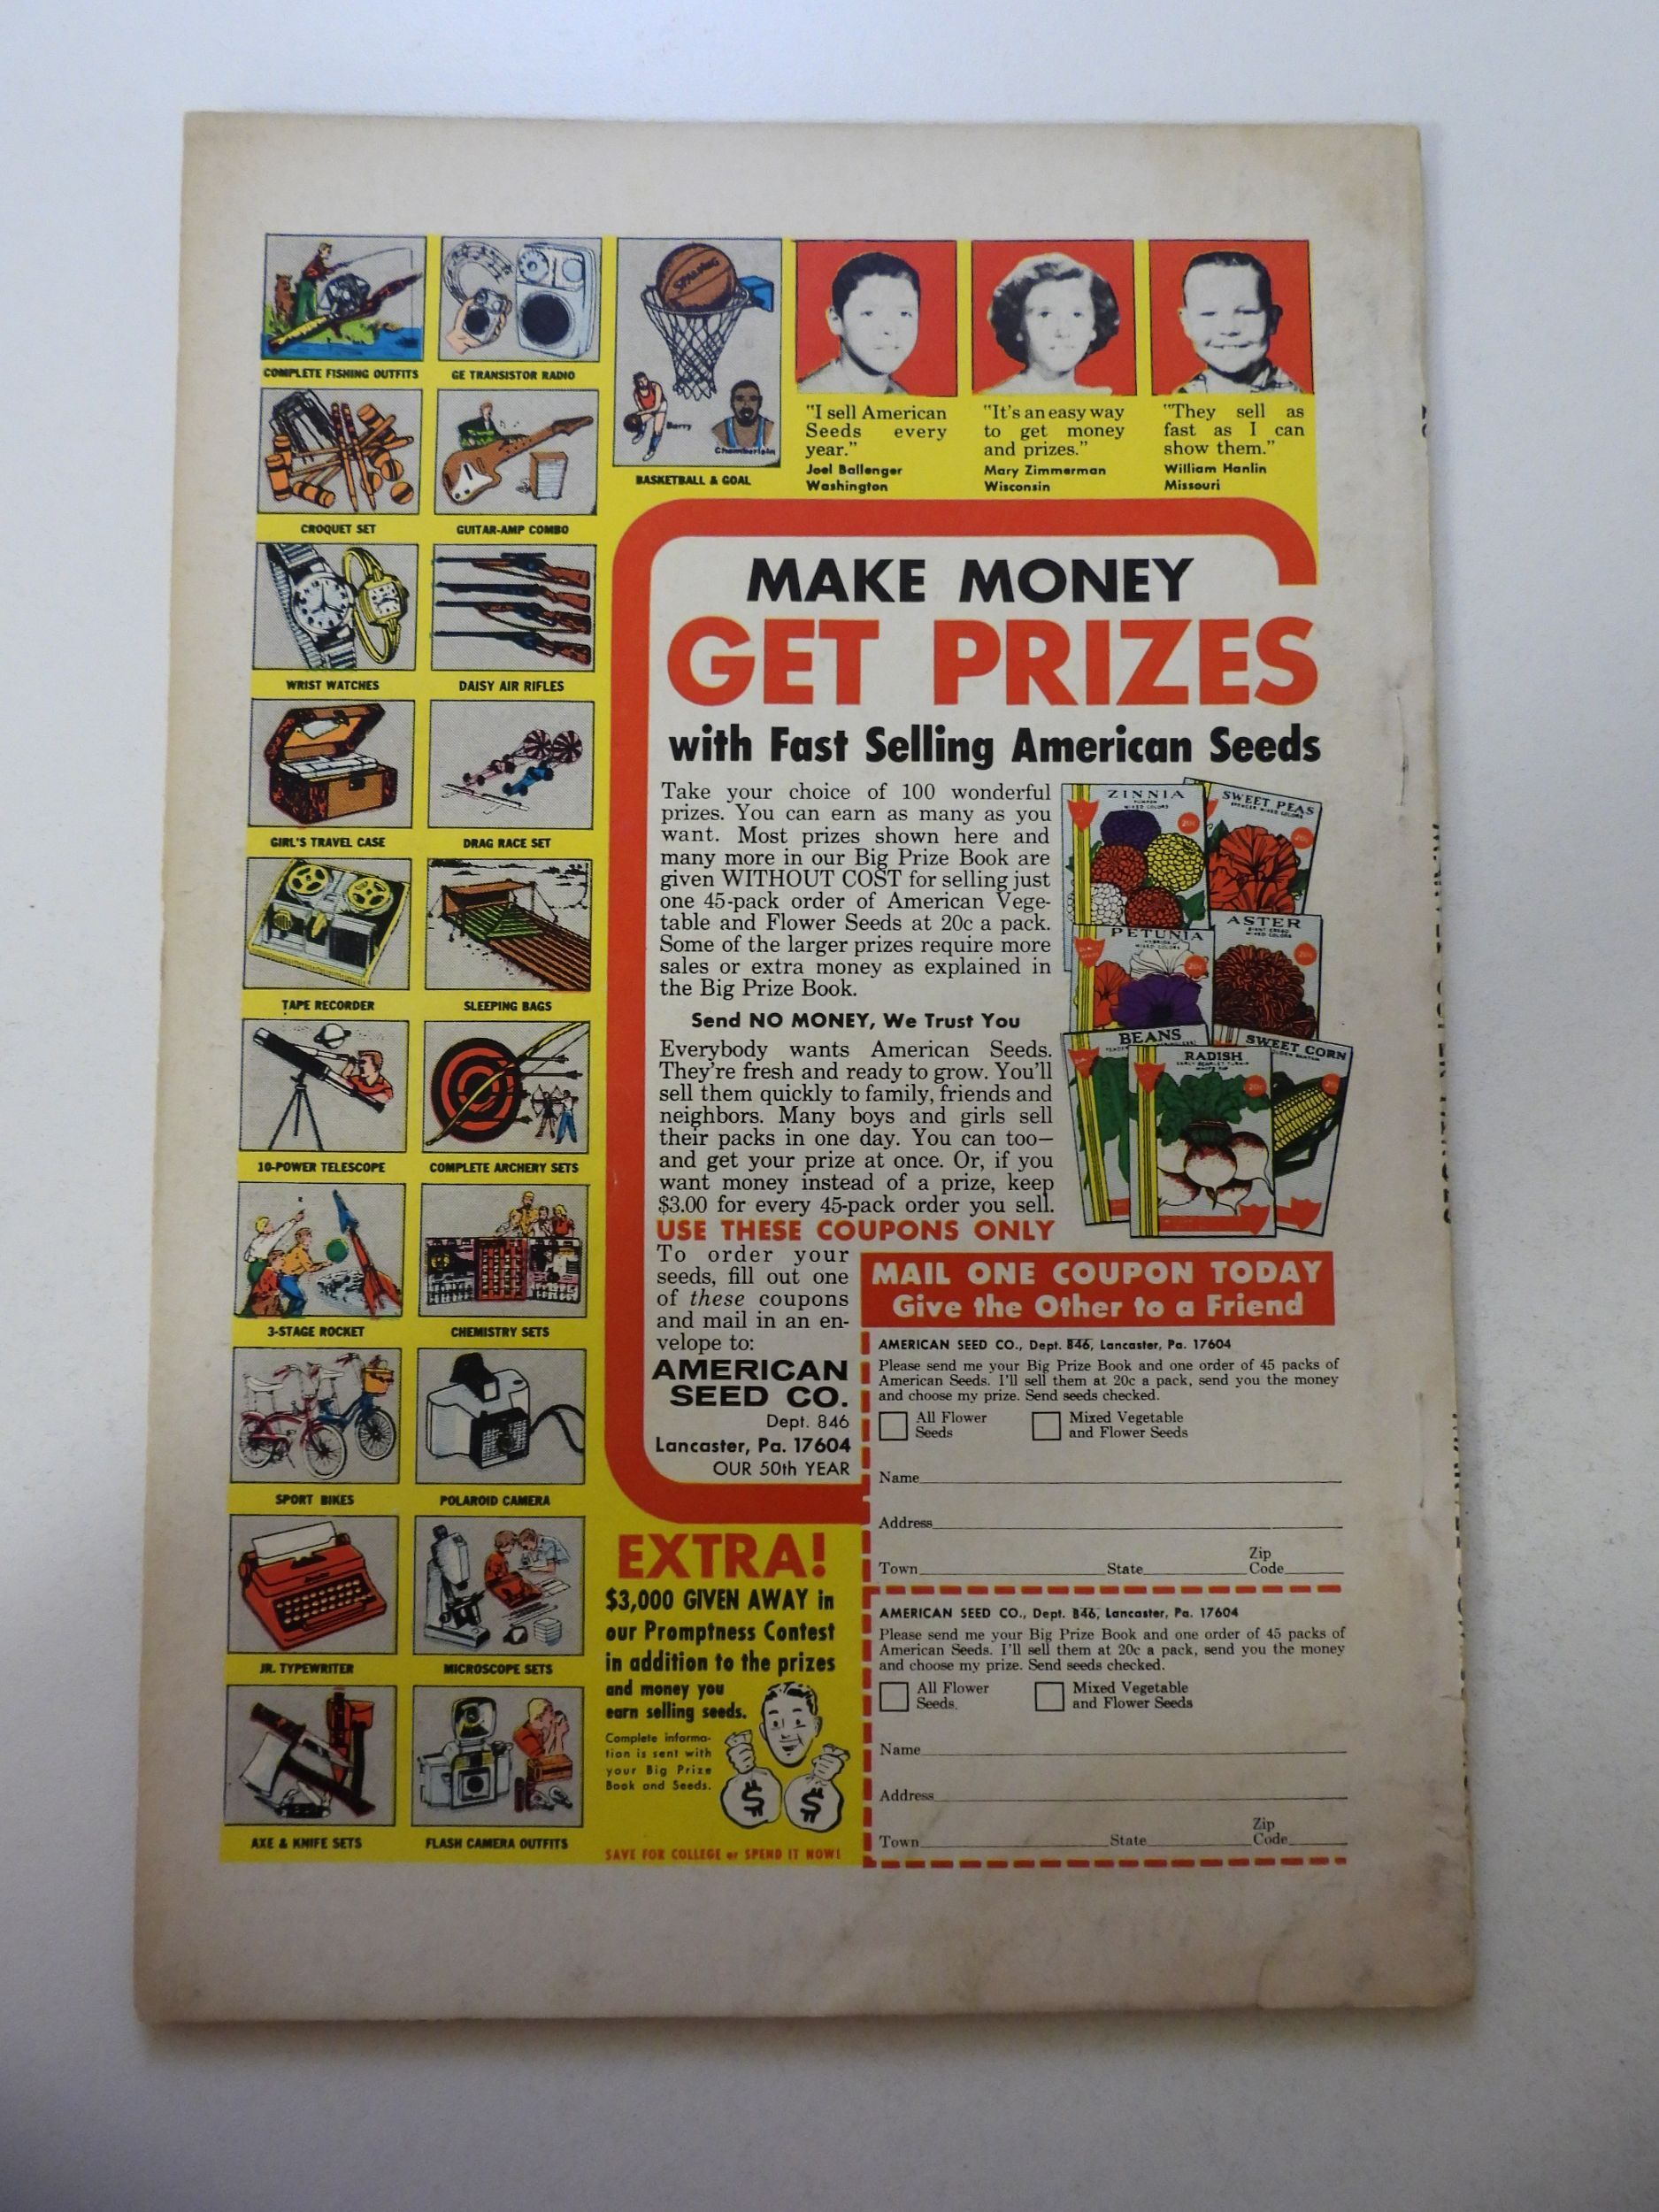 COMPLETE FISHING OUTFITS
GE TRANSISTOR RADIO
SPALDING
Barry
Chamberlain
BASKETBALL & GOAL
"I sell American
Seeds every
year."
Joel Ballenger
Washington
"It's an easy way
to get money
and prizes."
Mary Zimmerman
Wisconsin
"They sell as
fast as I can
show them."
William Hanlin
Missouri
CROQUET SET
GUITAR-AMP COMBO
WRIST WATCHES
DAISY AIR RIFLES
GIRL'S TRAVEL CASE
DRAG RACE SET
TAPE RECORDER
SLEEPING BAGS
10-POWER TELESCOPE
COMPLETE ARCHERY SETS
3-STAGE ROCKET
CHEMISTRY SETS
SPORT BIKES
POLAROID CAMERA
JR. TYPEWRITER
MICROSCOPE SETS
AXE & KNIFE SETS
FLASH CAMERA OUTFITS
MAKE MONEY
GET PRIZES
with Fast Selling American Seeds
Take your choice of 100 wonderful
prizes. You can earn as many as you
want. Most prizes shown here and
many more in our Big Prize Book are
given WITHOUT COST for selling just
one 45-pack order of American Vege-
table and Flower Seeds at 20c a pack.
Some of the larger prizes require more
sales or extra money as explained in
the Big Prize Book.
Send NO MONEY, We Trust You
Everybody wants American Seeds.
They're fresh and ready to grow. You'll
sell them quickly to family, friends and
neighbors. Many boys and girls sell
their packs in one day. You can too—
and get your prize at once. Or, if you
want money instead of a prize, keep
$3.00 for every 45-pack order you sell.
USE THESE COUPONS ONLY
To order your
seeds, fill out one
of these coupons
and mail in an en-
velope to:
AMERICAN
SEED CO.
Dept. 846
Lancaster, Pa. 17604
OUR 50th YEAR
ZINNIA
MIXED COLORS
SWEET PEAS
PETUNIA
ASTER
MIXED COLORS
BEANS
RADISH
SWEET CORN
MAIL ONE COUPON TODAY
Give the Other to a Friend
AMERICAN SEED CO., Dept. 846, Lancaster, Pa. 17604
Please send me your Big Prize Book and one order of 45 packs of
American Seeds. I'll sell them at 20c a pack, send you the money
and choose my prize. Send seeds checked.
All Flower
Seeds
Mixed Vegetable
and Flower Seeds
Name
Address
Town State Zip
Code
AMERICAN SEED CO., Dept. 846, Lancaster, Pa. 17604
Please send me your Big Prize Book and one order of 45 packs of
American Seeds. I'll sell them at 20c a pack, send you the money
and choose my prize. Send seeds checked.
All Flower
Seeds.
Mixed Vegetable
and Flower Seeds
Name
Address
Town State Zip
Code
EXTRA!
$3,000 GIVEN AWAY in
our Promptness Contest
in addition to the prizes
and money you
earn selling seeds.
Complete informa-
tion is sent with
your Big Prize
Book and Seeds.
$ $
SAVE FOR COLLEGE or SPEND IT NOW!